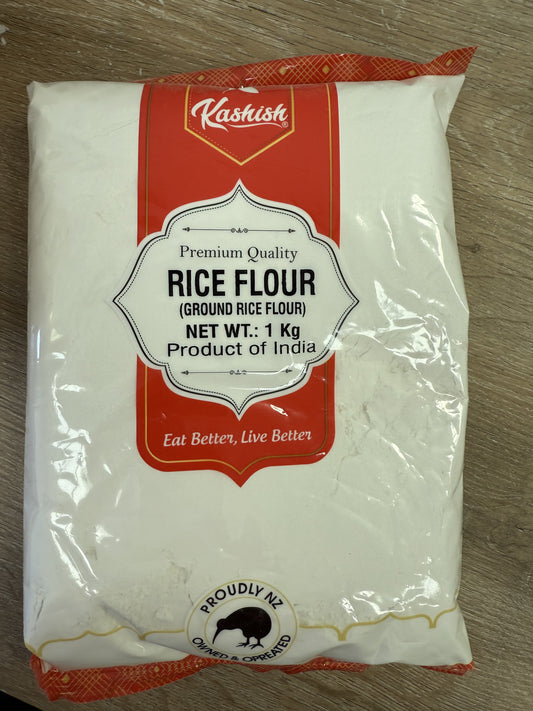 Kashish®
Premium Quality
RICE FLOUR
(GROUND RICE FLOUR)
NET WT.: 1 Kg
Product of India
Eat Better, Live Better
PROUDLY NZ
OWNED & OPREATED